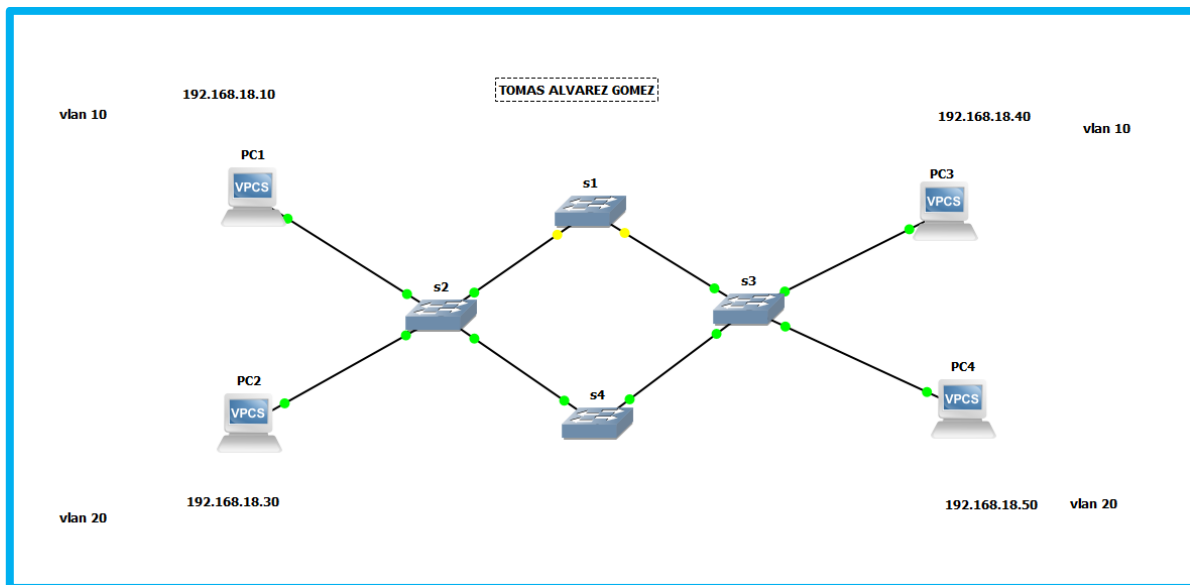 192.168.18.10
TOMAS ALVAREZ GOMEZ
vlan 10
192.168.18.40
vlan 10
PC1
VPCS
s1
PC3
VPCS
s2
s3
PC2
VPCS
s4
PC4
VPCS
192.168.18.30
192.168.18.50
vlan 20
vlan 20